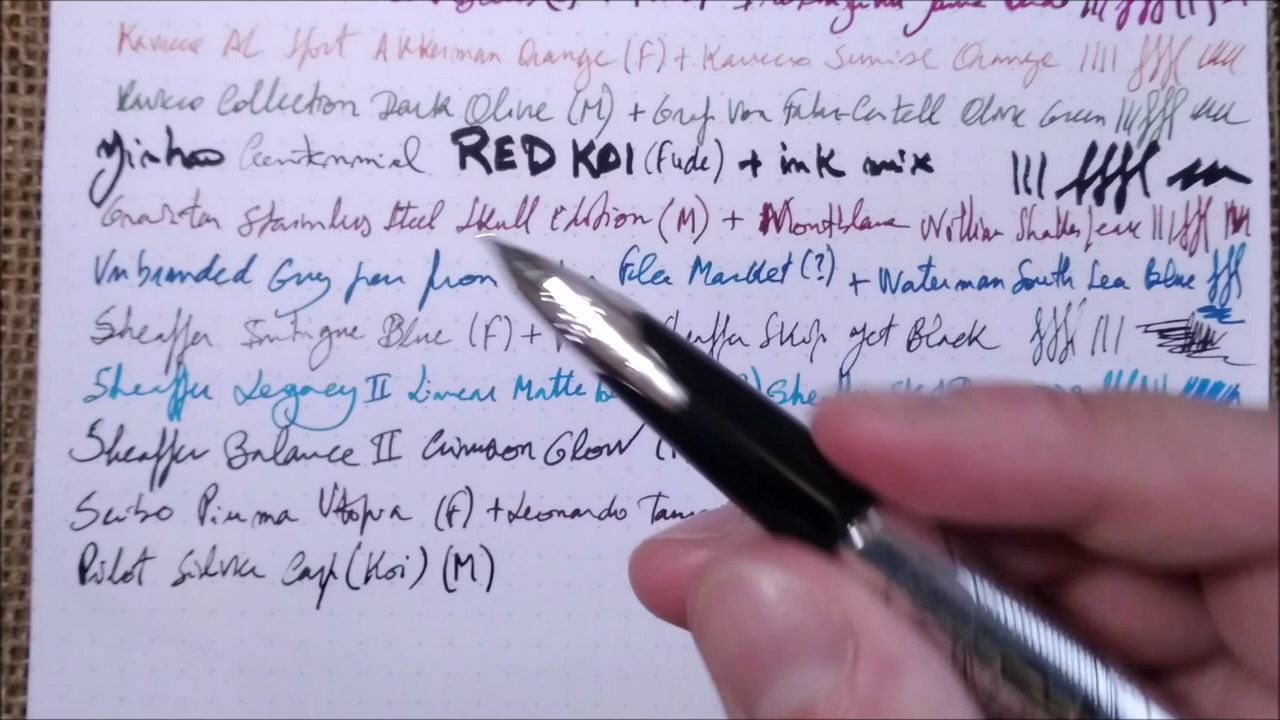 Kaweco AL Sport Akkerman Orange (F) + Kaweco Sunrise Orange
Kaweco Collection Dark Olive (M) + Graf Von Faber-Castell Olive Green
Jinhao Centennial RED KOI (Fude) + ink mix
Stainless Steel Skull Edition (M) + Montblanc William Shakespeare
Unbranded Grey pen from Flea Market (?) + Waterman South Sea Blue
Sheaffer Intrigue Blue (F) + Skrip Jet Black
Sheaffer Legacy II Linear Matte
Sheaffer Balance II Crimson Glow
Scribo Piuma Utopia (F) + Leonardo
Pilot Silver Cap (Koi) (M)